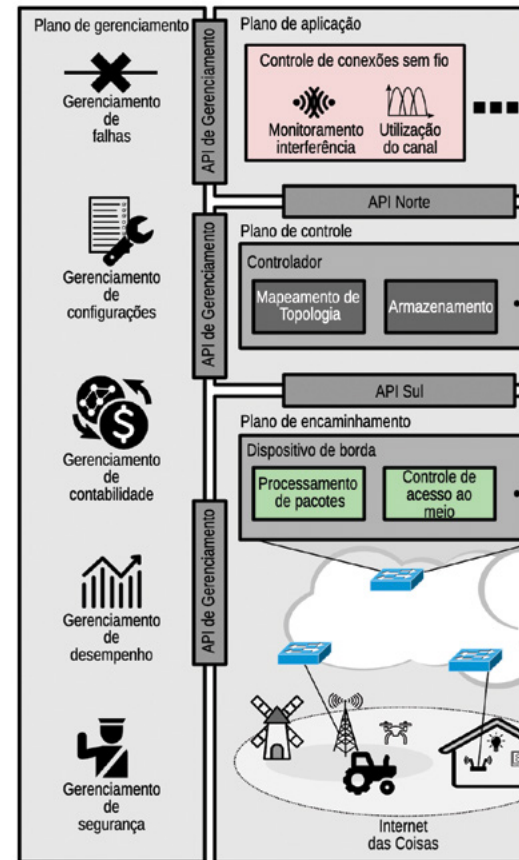 Plano de gerenciamento
Gerenciamento
de
falhas
Gerenciamento
de
configurações
Gerenciamento
de
contabilidade
Gerenciamento
de
desempenho
Gerenciamento
de
segurança
API de Gerenciamento
API de Gerenciamento
API de Gerenciamento
Plano de aplicação
Controle de conexões sem fio
Monitoramento
interferência
Utilização
do canal
API Norte
Plano de controle
Controlador
Mapeamento de
Topologia
Armazenamento
API Sul
Plano de encaminhamento
Dispositivo de borda
Processamento
de pacotes
Controle de
acesso ao
meio
Internet
das Coisas